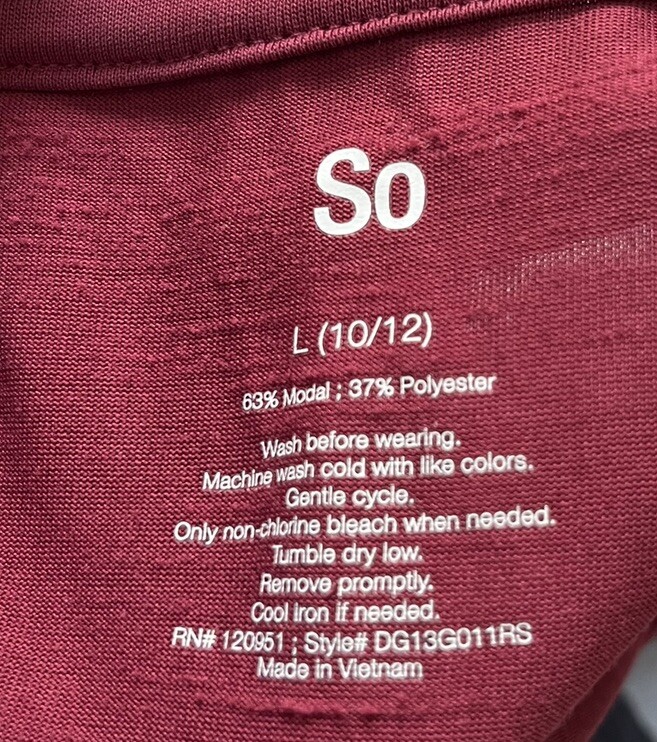 So
L (10/12)
63% Modal ; 37% Polyester
Wash before wearing.
Machine wash cold with like colors.
Gentle cycle.
Only non-chlorine bleach when needed.
Tumble dry low.
Remove promptly.
Cool Iron if needed.
RN# 120951 ; Style# DG13G011RS
Made in Vietnam